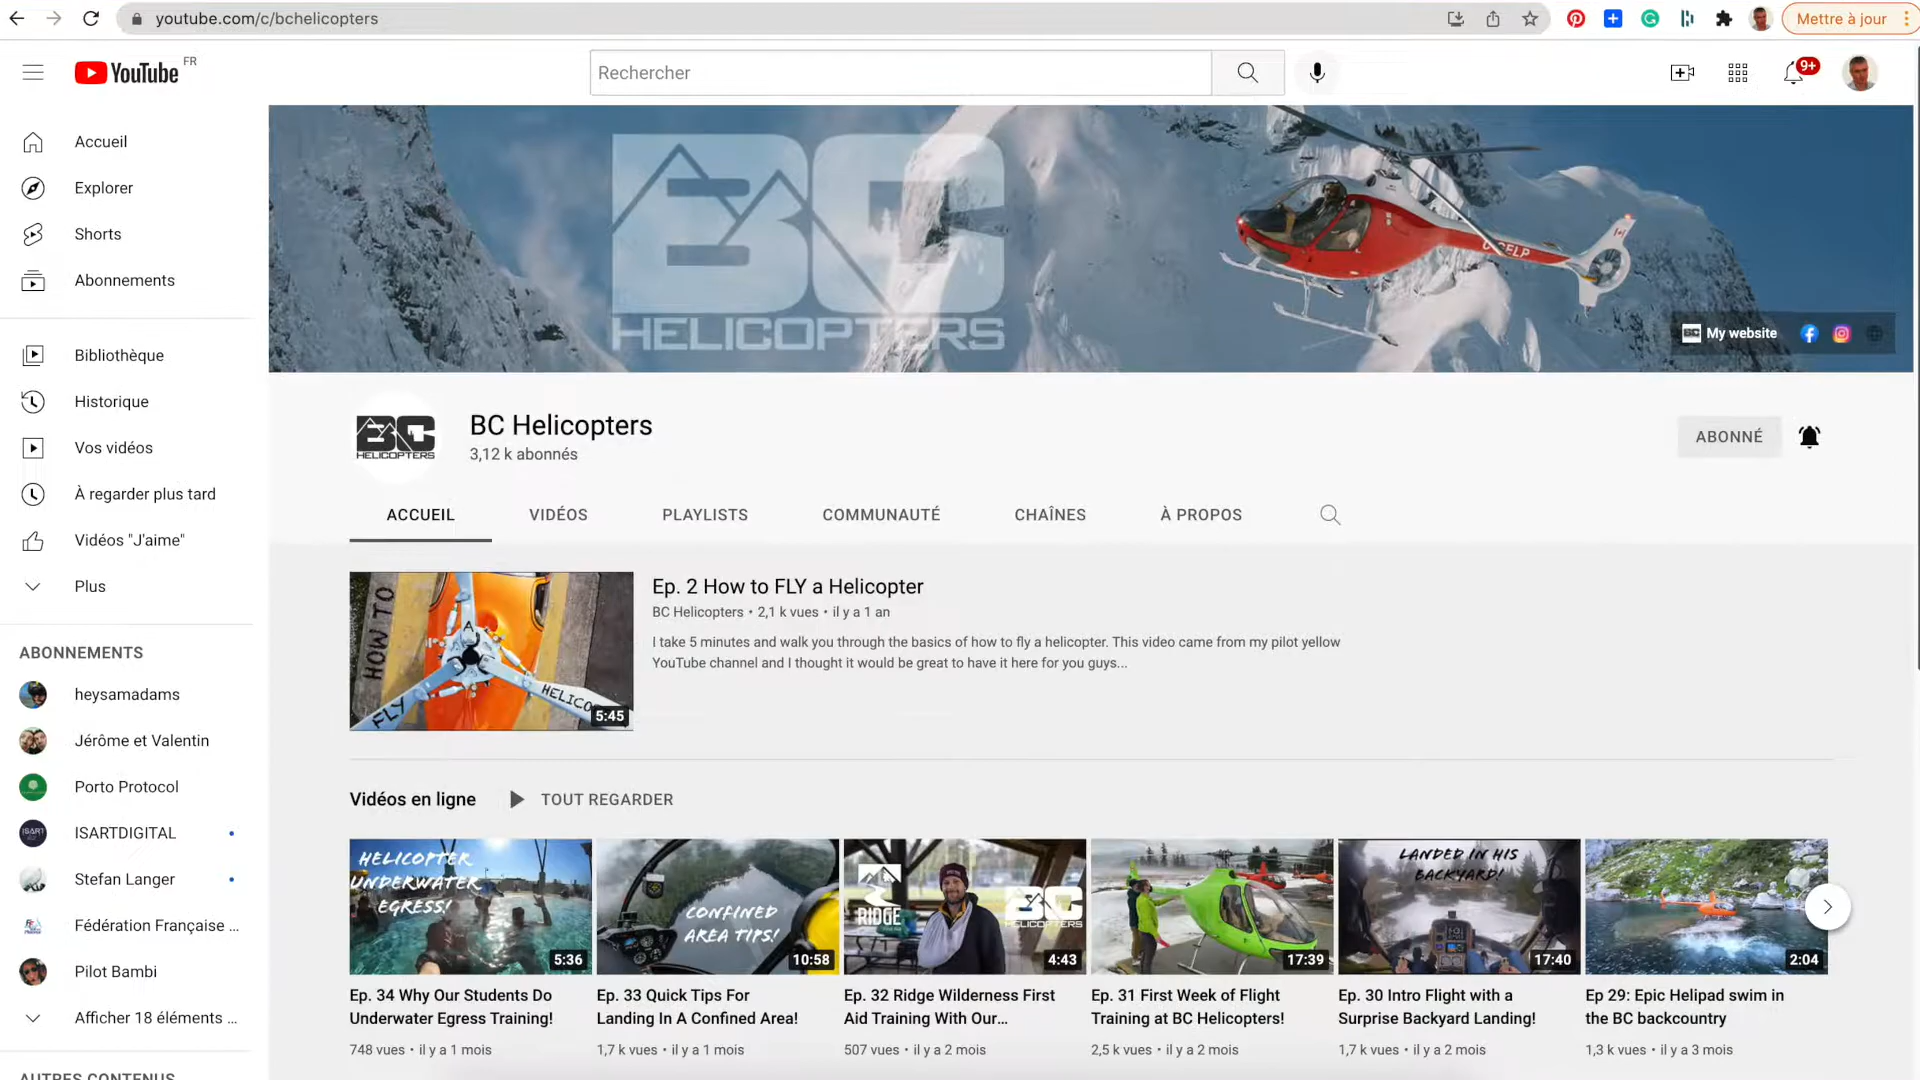 youtube.com/c/bchelicopters
Mettre à jour
YouTube FR
Rechercher
9+
Accueil
Explorer
Shorts
Abonnements
Bibliothèque
Historique
Vos vidéos
À regarder plus tard
Vidéos "J'aime"
Plus
ABONNEMENTS
heysamadams
Jérôme et Valentin
Porto Protocol
ISARTDIGITAL
Stefan Langer
Fédération Française ...
Pilot Bambi
Afficher 18 éléments ...
AUTRES CONTENUS
BC
HELICOPTERS
My website
BC
HELICOPTERS
BC Helicopters
3,12 k abonnés
ABONNÉ
ACCUEIL
VIDÉOS
PLAYLISTS
COMMUNAUTÉ
CHAÎNES
À PROPOS
HOW TO
FLY
A
HELICO
5:45
Ep. 2 How to FLY a Helicopter
BC Helicopters • 2,1 k vues • il y a 1 an
I take 5 minutes and walk you through the basics of how to fly a helicopter. This video came from my pilot yellow
YouTube channel and I thought it would be great to have it here for you guys...
Vidéos en ligne
TOUT REGARDER
HELICOPTER
UNDERWATER
EGRESS!
5:36
Ep. 34 Why Our Students Do
Underwater Egress Training!
748 vues • il y a 1 mois
CONFINED
AREA TIPS!
10:58
Ep. 33 Quick Tips For
Landing In A Confined Area!
1,7 k vues • il y a 1 mois
RIDGE
BC
HELICOPTERS
4:43
Ep. 32 Ridge Wilderness First
Aid Training With Our...
507 vues • il y a 2 mois
17:39
Ep. 31 First Week of Flight
Training at BC Helicopters!
2,5 k vues • il y a 2 mois
LANDED IN HIS
BACKYARD!
17:40
Ep. 30 Intro Flight with a
Surprise Backyard Landing!
1,7 k vues • il y a 2 mois
2:04
Ep 29: Epic Helipad swim in
the BC backcountry
1,3 k vues • il y a 3 mois